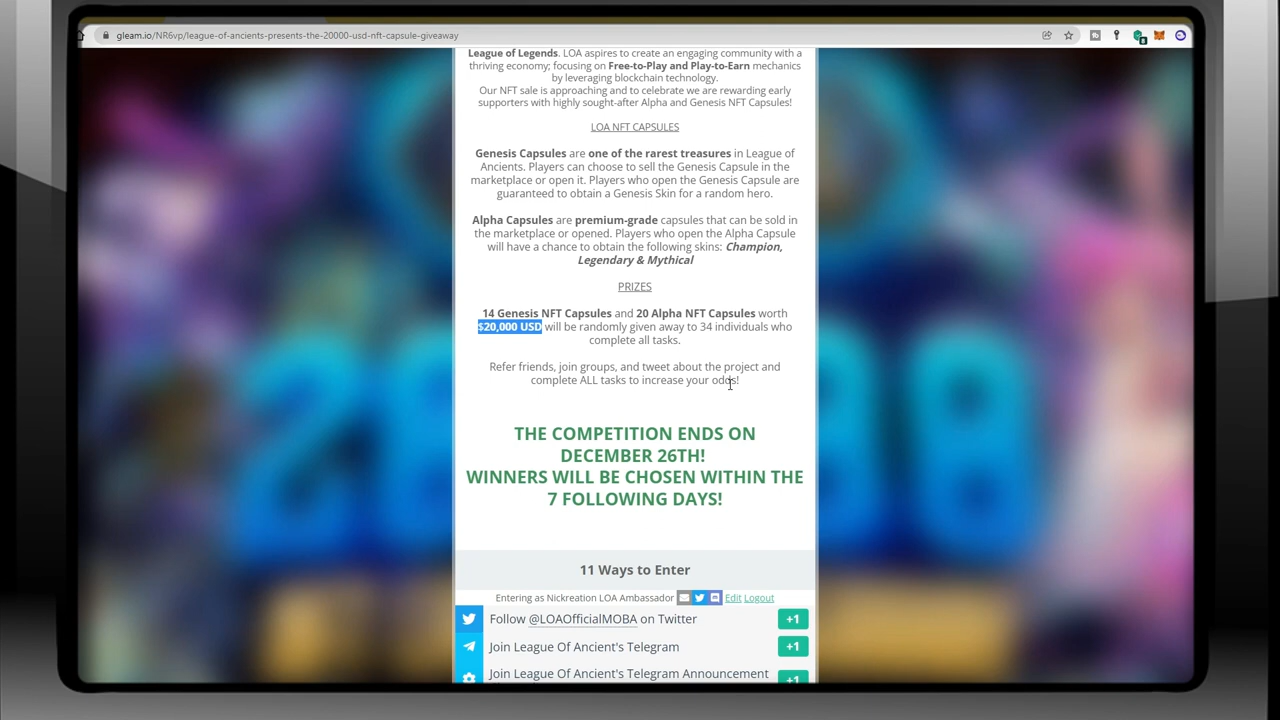 gleam.io/NR6vp/league-of-ancients-presents-the-20000-usd-nft-capsule-giveaway
League of Legends. LOA aspires to create an engaging community with a
thriving economy; focusing on Free-to-Play and Play-to-Earn mechanics
by leveraging blockchain technology.
Our NFT sale is approaching and to celebrate we are rewarding early
supporters with highly sought-after Alpha and Genesis NFT Capsules!
LOA NFT CAPSULES
Genesis Capsules are one of the rarest treasures in League of
Ancients. Players can choose to sell the Genesis Capsule in the
marketplace or open it. Players who open the Genesis Capsule are
guaranteed to obtain a Genesis Skin for a random hero.
Alpha Capsules are premium-grade capsules that can be sold in
the marketplace or opened. Players who open the Alpha Capsule
will have a chance to obtain the following skins: Champion,
Legendary & Mythical
PRIZES
14 Genesis NFT Capsules and 20 Alpha NFT Capsules worth
$20,000 USD will be randomly given away to 34 individuals who
complete all tasks.
Refer friends, join groups, and tweet about the project and
complete ALL tasks to increase your odds!
THE COMPETITION ENDS ON
DECEMBER 26TH!
WINNERS WILL BE CHOSEN WITHIN THE
7 FOLLOWING DAYS!
11 Ways to Enter
Entering as Nickreation LOA Ambassador Edit Logout
Follow @LOAOfficialMOBA on Twitter +1
Join League Of Ancient's Telegram +1
Join League Of Ancient's Telegram Announcement +1